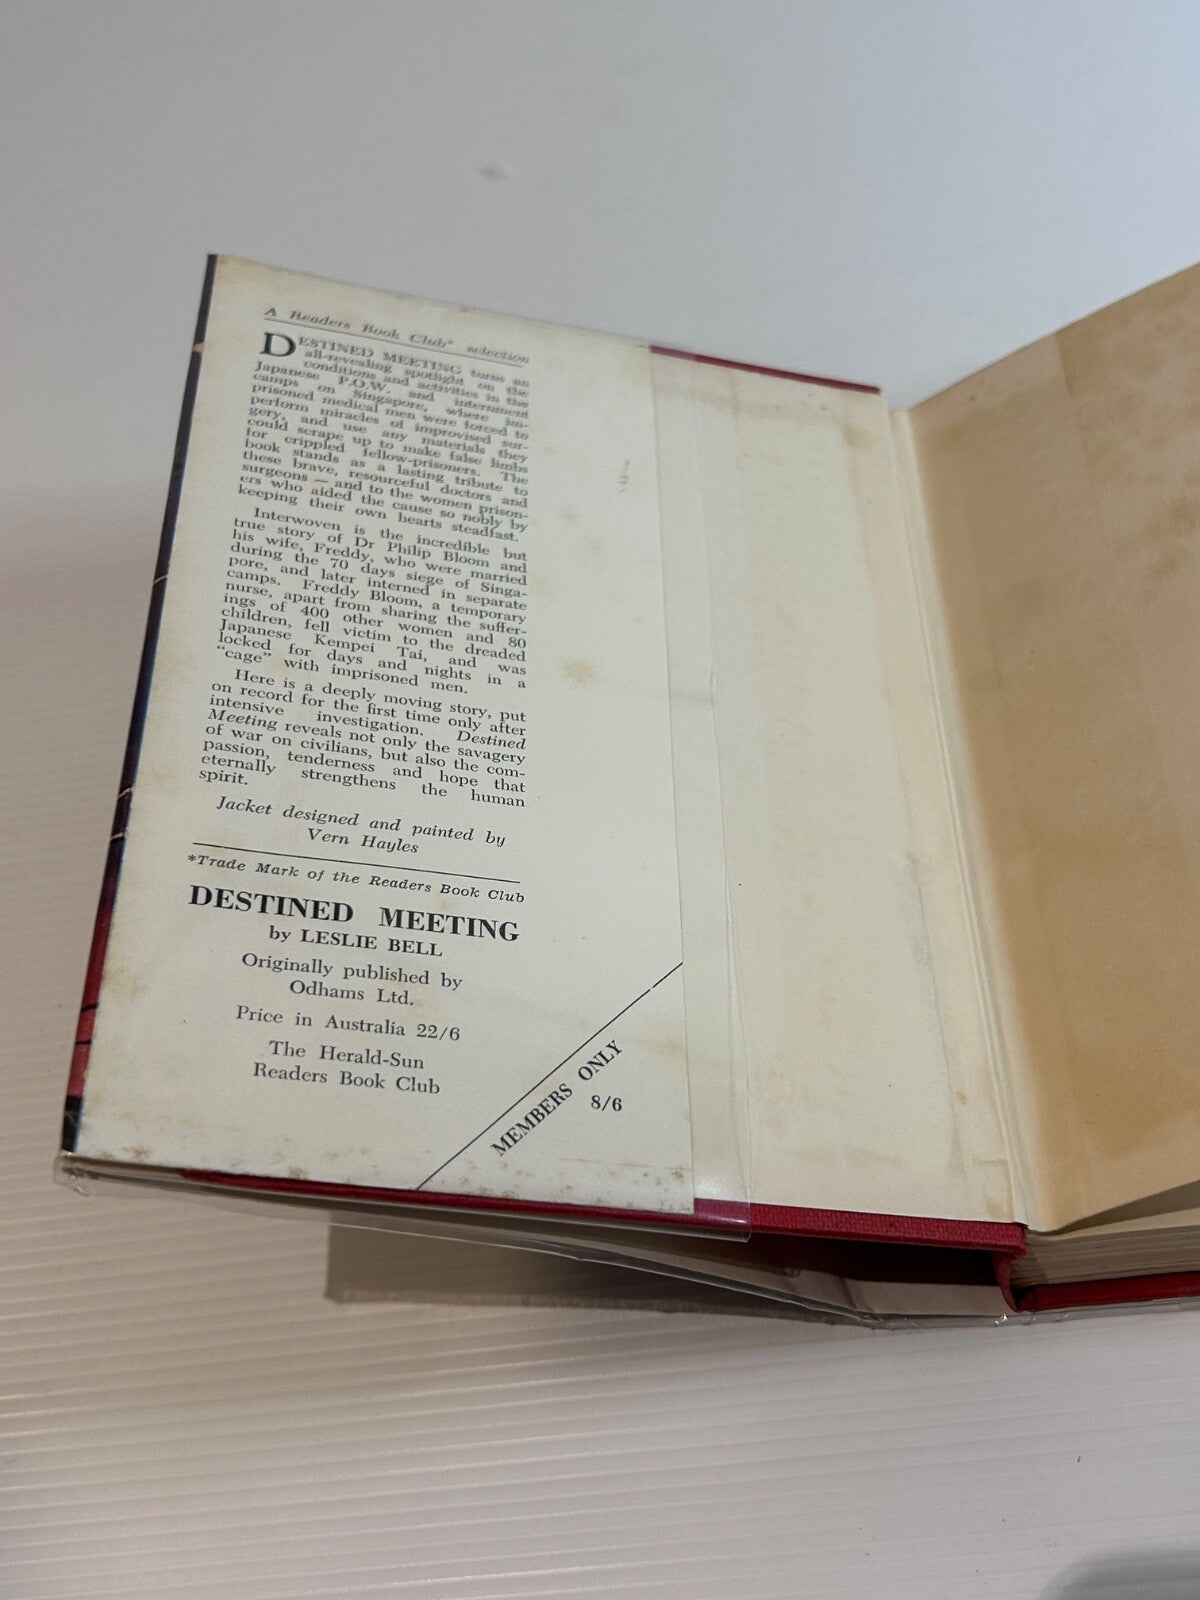 A Readers Book Club* selection
DESTINED MEETING turns an
all-revealing spotlight on the
conditions and activities in the
Japanese P.O.W. and internment
camps on Singapore, where im-
prisoned medical men were forced to
perform miracles of improvised sur-
gery, and use any materials they
could scrape up to make false limbs
for crippled fellow-prisoners. The
book stands as a lasting tribute to
these brave, resourceful doctors and
surgeons — and to the women prison-
ers who aided the cause so nobly by
keeping their own hearts steadfast.
Interwoven is the incredible but
true story of Dr Philip Bloom and
his wife, Freddy, who were married
during the 70 days siege of Singa-
pore, and later interned in separate
camps. Freddy Bloom, a temporary
nurse, apart from sharing the suffer-
ings of 400 other women and 80
children, fell victim to the dreaded
Japanese Kempei Tai, and was
locked for days and nights in a
"cage" with imprisoned men.
Here is a deeply moving story, put
on record for the first time only after
intensive investigation. Destined
Meeting reveals not only the savagery
of war on civilians, but also the com-
passion, tenderness and hope that
eternally strengthens the human
spirit.
Jacket designed and painted by
Vern Hayles
*Trade Mark of the Readers Book Club
DESTINED MEETING
by LESLIE BELL
Originally published by
Odhams Ltd.
Price in Australia 22/6
The Herald-Sun
Readers Book Club
MEMBERS ONLY
8/6